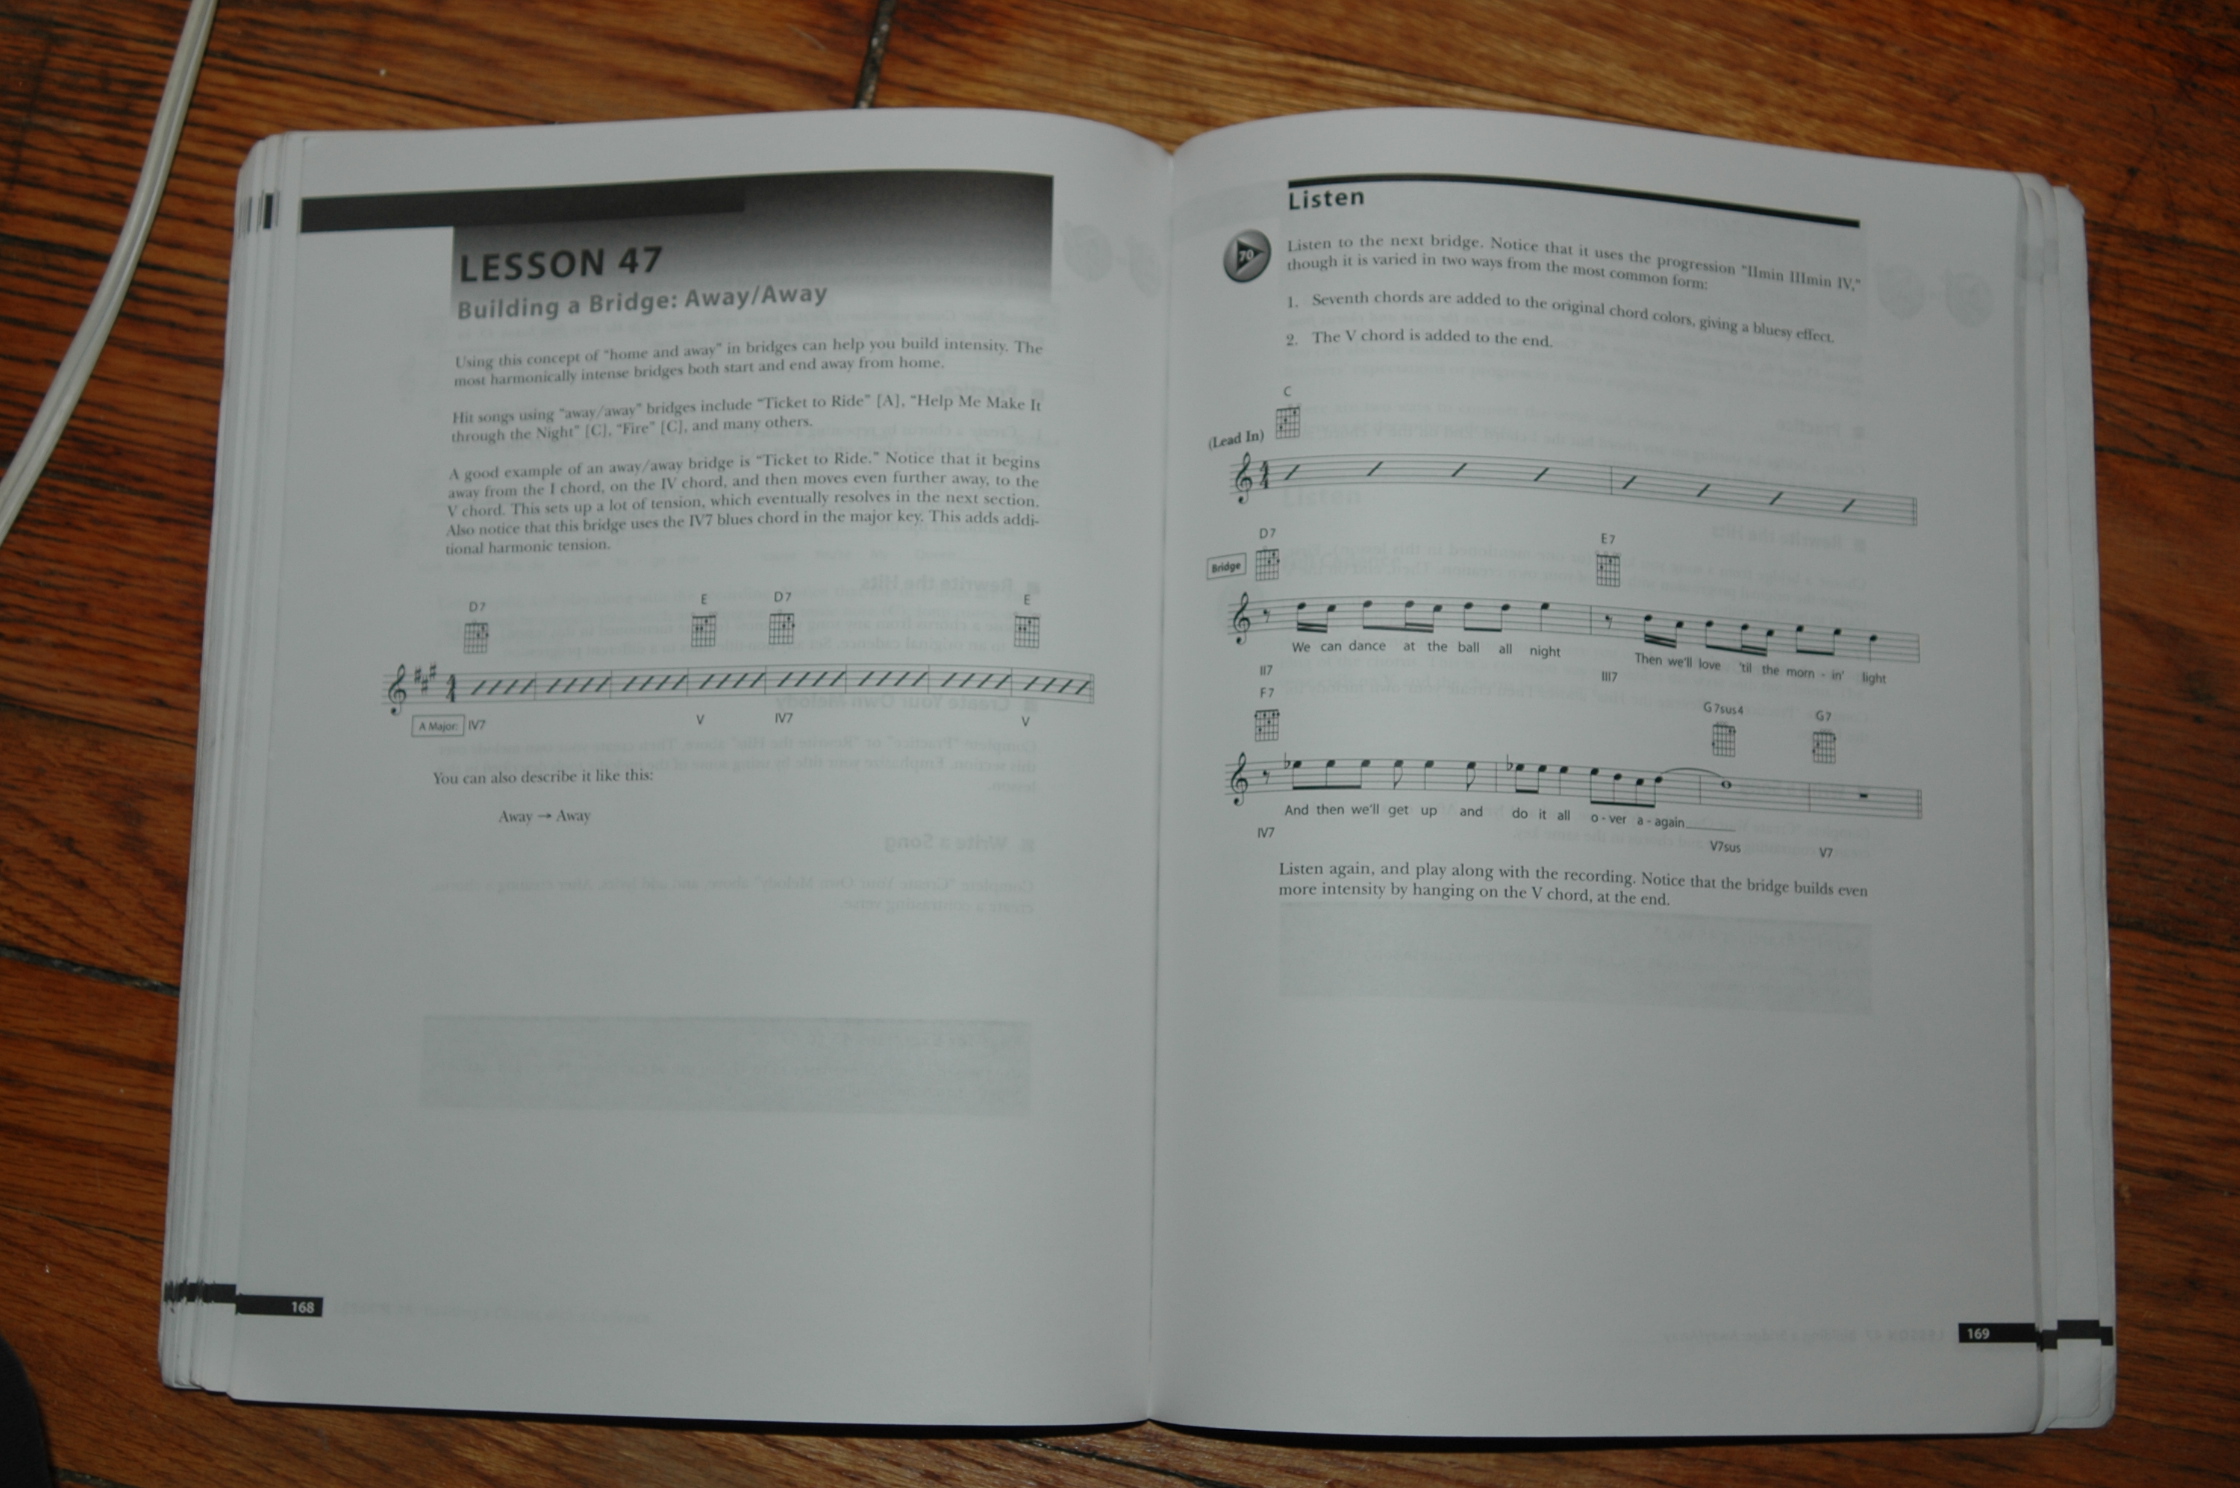 LESSON 47
Building a Bridge: Away/Away
Using this concept of "home and away" in bridges can help you build intensity. The
most harmonically intense bridges both start and end away from home.
Hit songs using "away/away" bridges include "Ticket to Ride" [A], "Help Me Make It
through the Night" [C], "Fire" [C], and many others.
A good example of an away/away bridge is "Ticket to Ride." Notice that it begins
away from the I chord, on the IV chord, and then moves even further away, to the
V chord. This sets up a lot of tension, which eventually resolves in the next section.
Also notice that this bridge uses the IV7 blues chord in the major key. This adds addi-
tional harmonic tension.
D7 E D7 E
A Major: IV7 V IV7 V
You can also describe it like this:
Away → Away
168
Listen
70
Listen to the next bridge. Notice that it uses the progression "IImin IIImin IV,"
though it is varied in two ways from the most common form:
1. Seventh chords are added to the original chord colors, giving a bluesy effect.
2. The V chord is added to the end.
C
(Lead In)
D7 E7
Bridge
We can dance at the ball all night Then we'll love 'til the morn - in' light
II7 III7
F7 G7sus4 G7
And then we'll get up and do it all o - ver a - again
IV7 V7sus V7
Listen again, and play along with the recording. Notice that the bridge builds even
more intensity by hanging on the V chord, at the end.
169